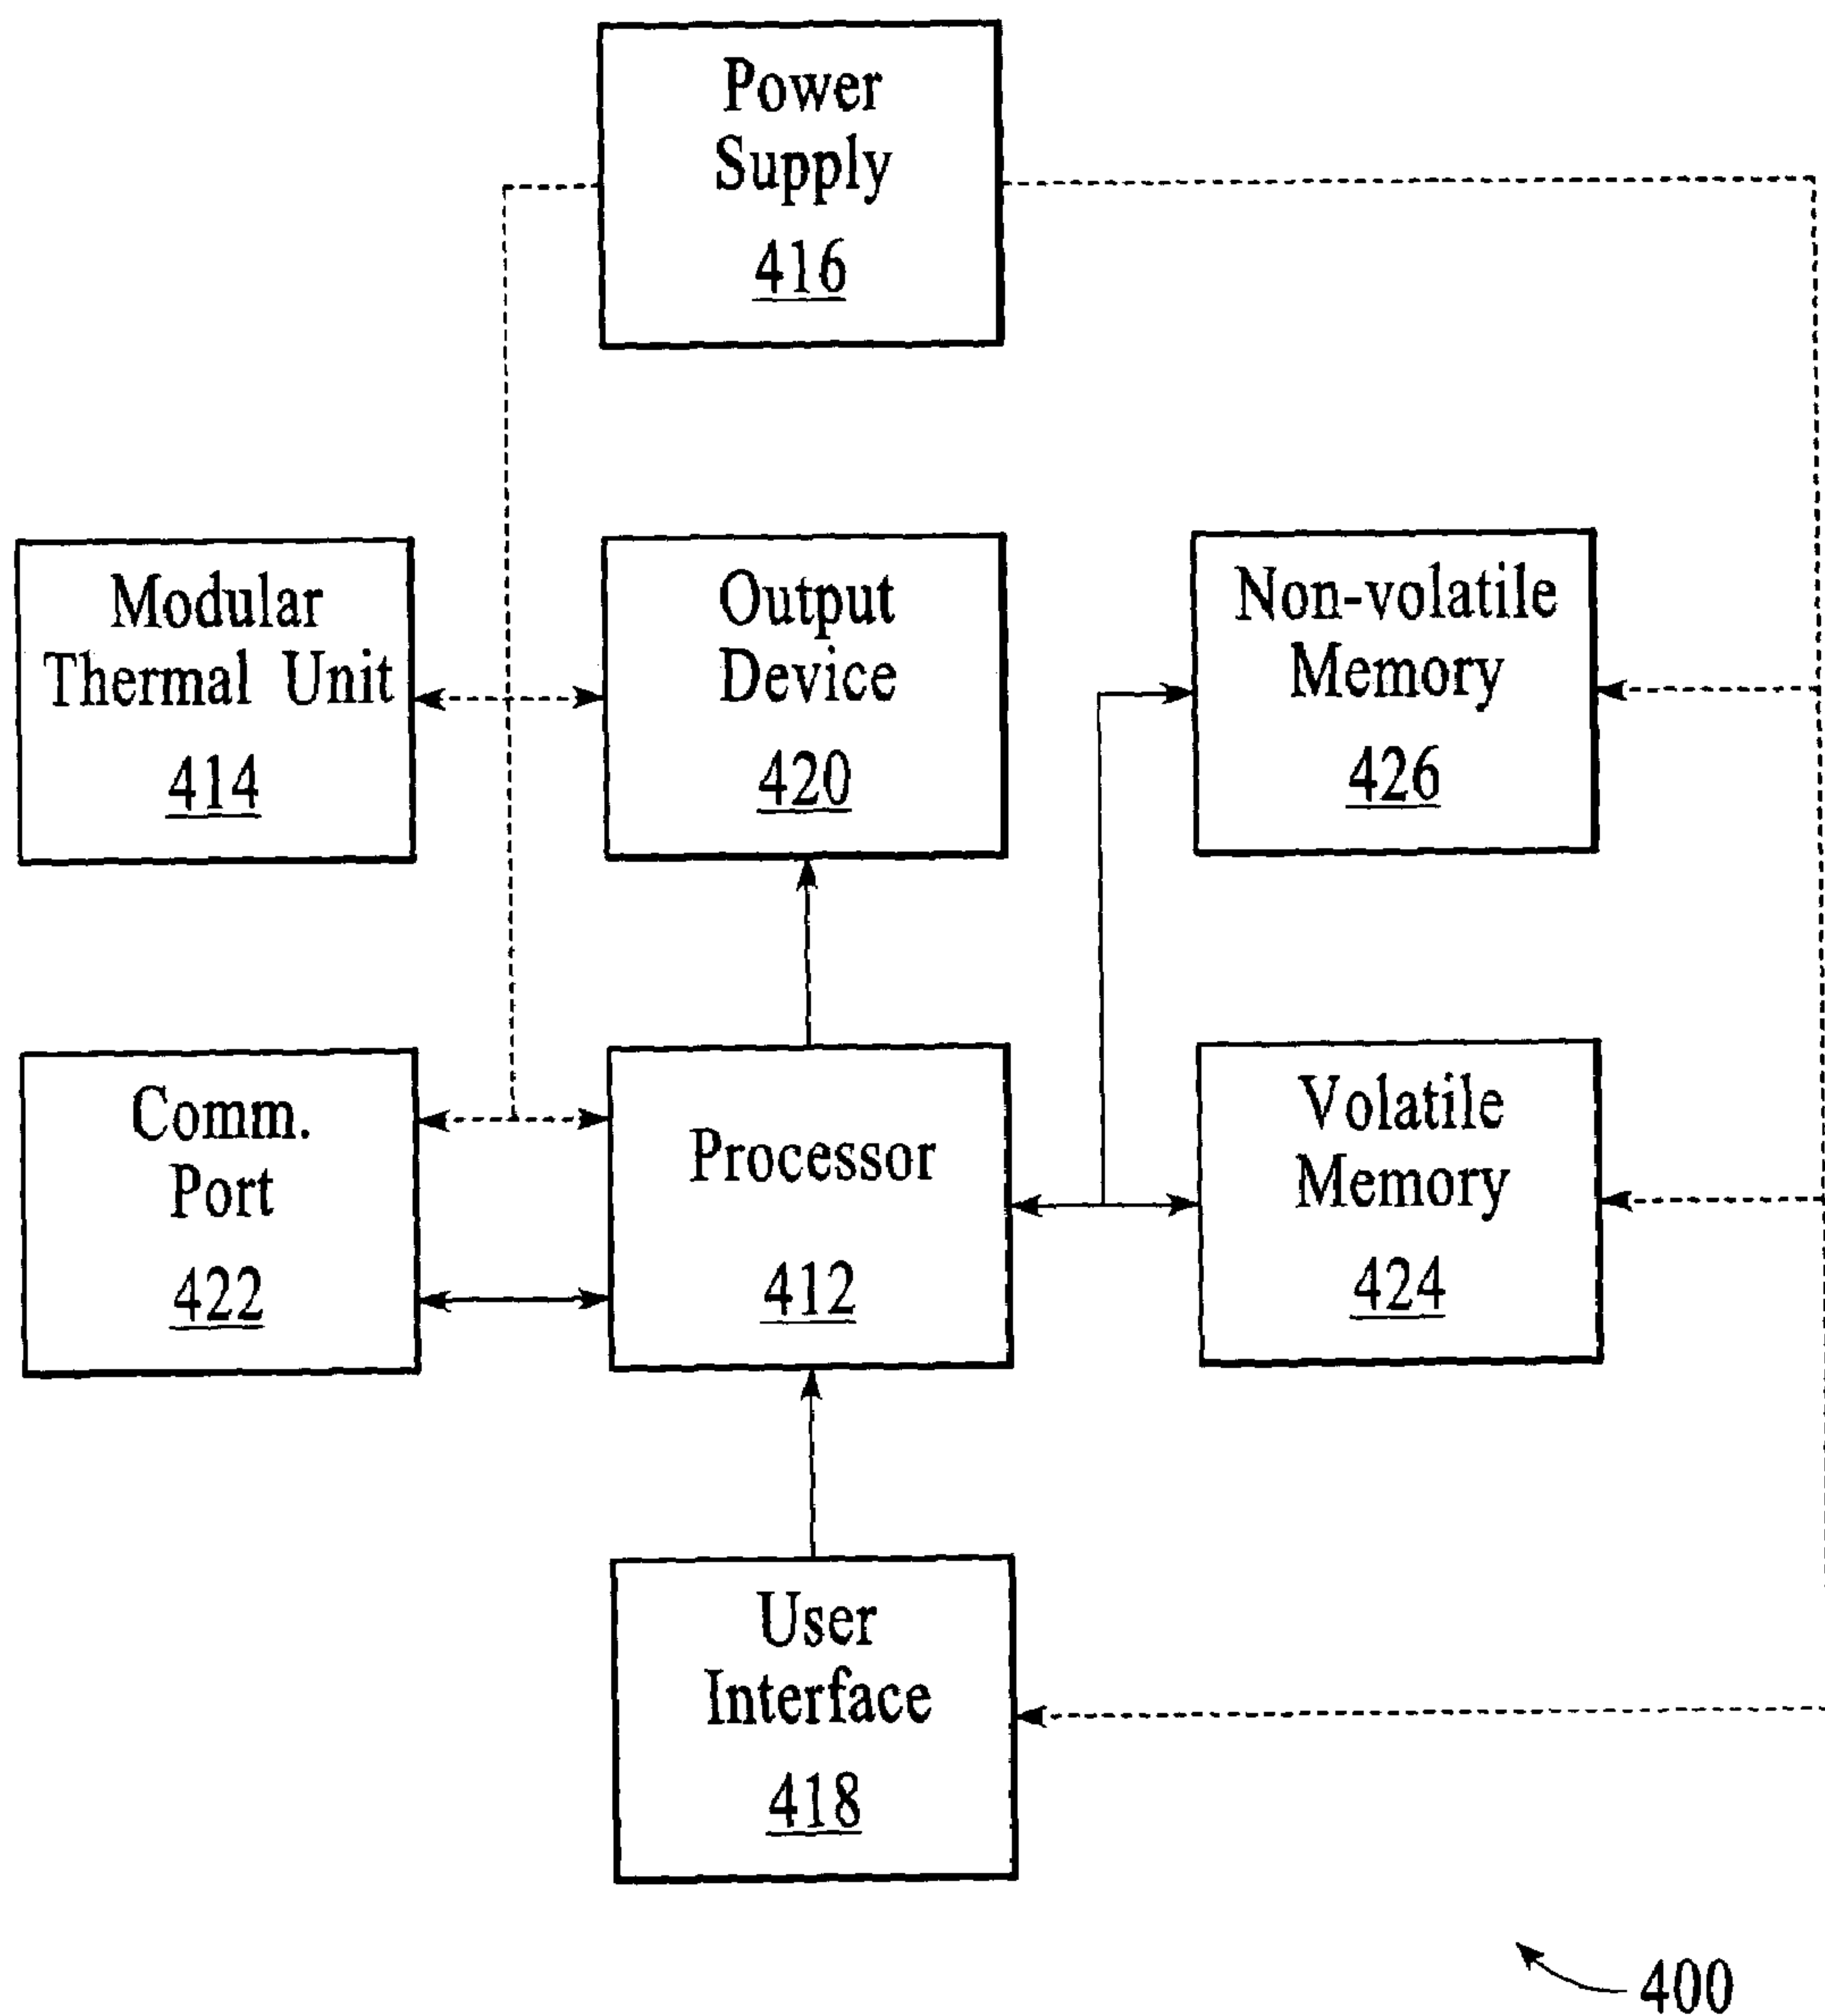 Power
Supply
416
Modular
Thermal Unit
414
Output
Device
420
Non-volatile
Memory
426
Comm.
Port
422
Processor
412
Volatile
Memory
424
User
Interface
418
400